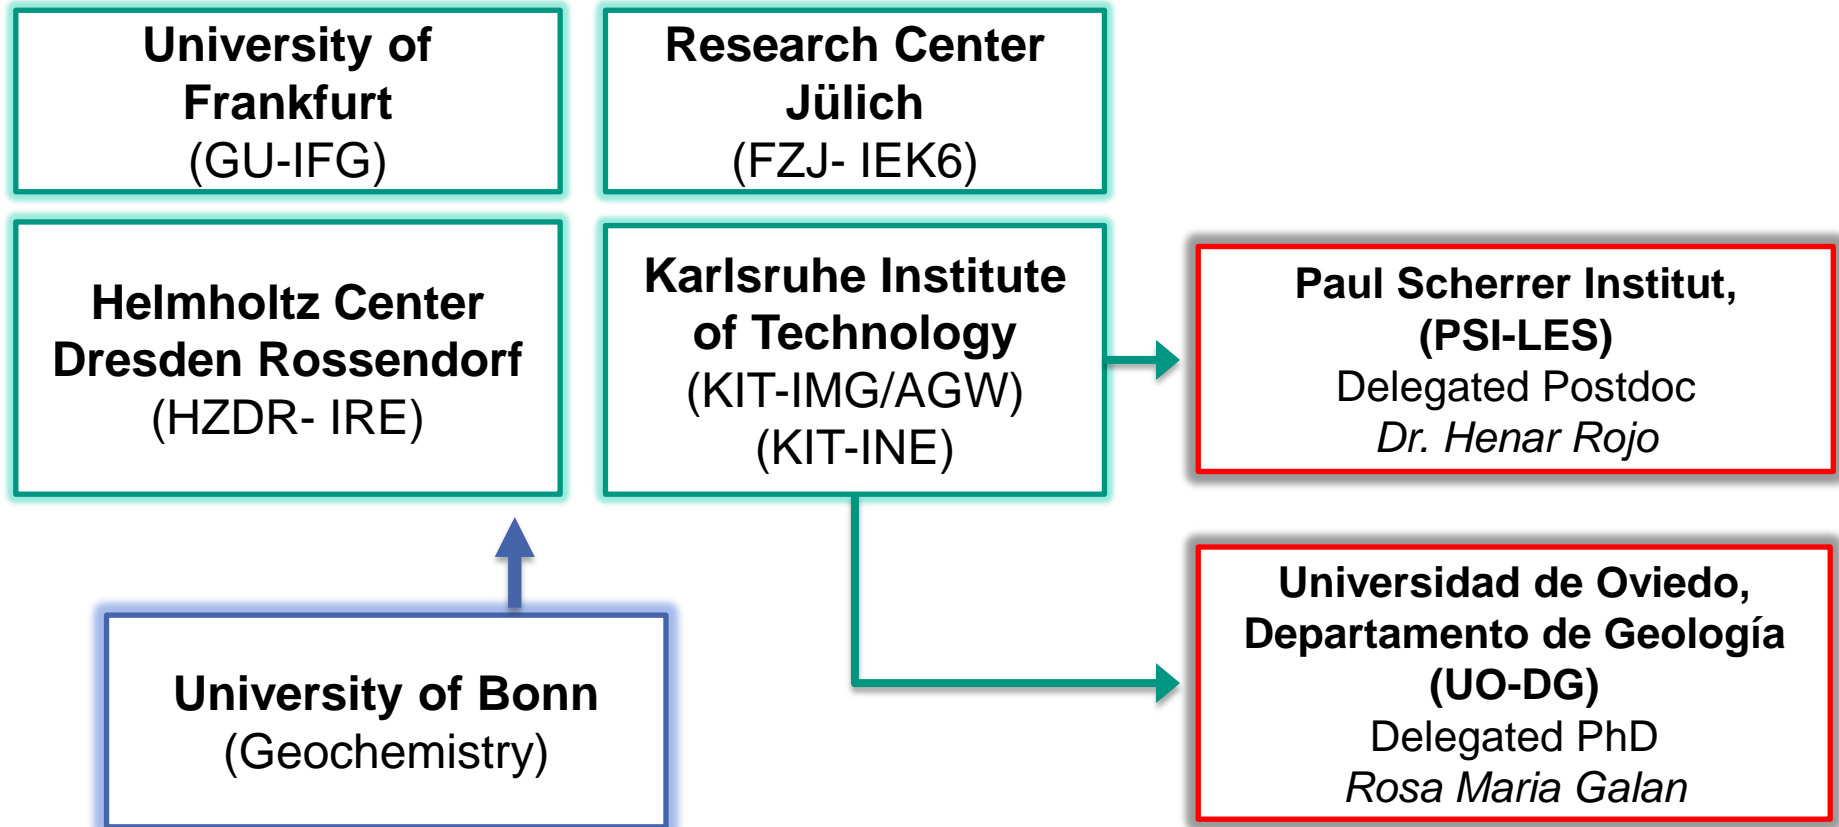 University of
Frankfurt
(GU-IFG)
Research Center
Jülich
(FZJ- IEK6)
Helmholtz Center
Dresden Rossendorf
(HZDR- IRE)
Karlsruhe Institute
of Technology
(KIT-IMG/AGW)
(KIT-INE)
Paul Scherrer Institut,
(PSI-LES)
Delegated Postdoc
Dr. Henar Rojo
University of Bonn
(Geochemistry)
Universidad de Oviedo,
Departamento de Geología
(UO-DG)
Delegated PhD
Rosa Maria Galan